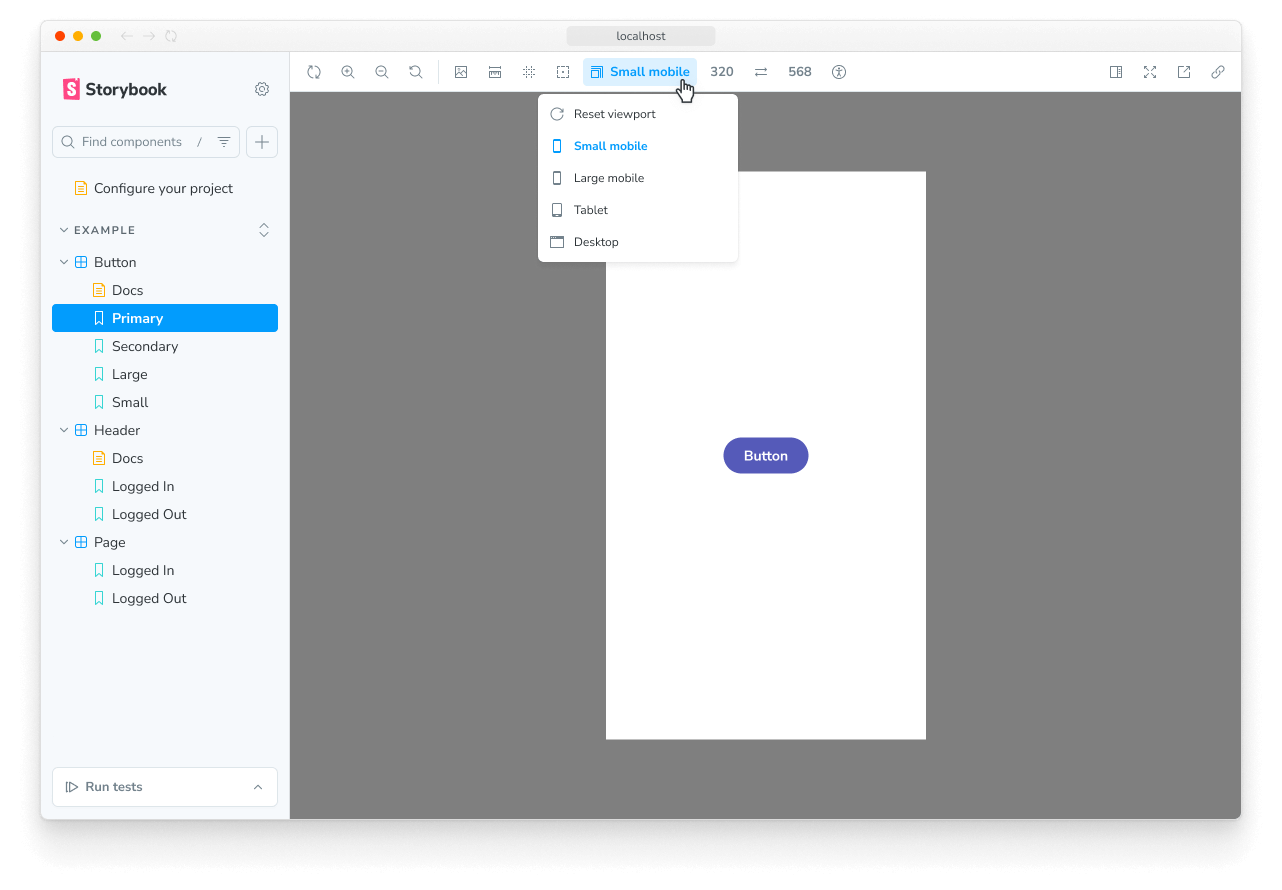 localhost
Storybook
Small mobile 320 568
Find components /
Reset viewport
Small mobile
Large mobile
Tablet
Desktop
Configure your project
EXAMPLE
Button
Docs
Primary
Secondary
Large
Small
Header
Docs
Logged In
Logged Out
Page
Logged In
Logged Out
Button
Run tests